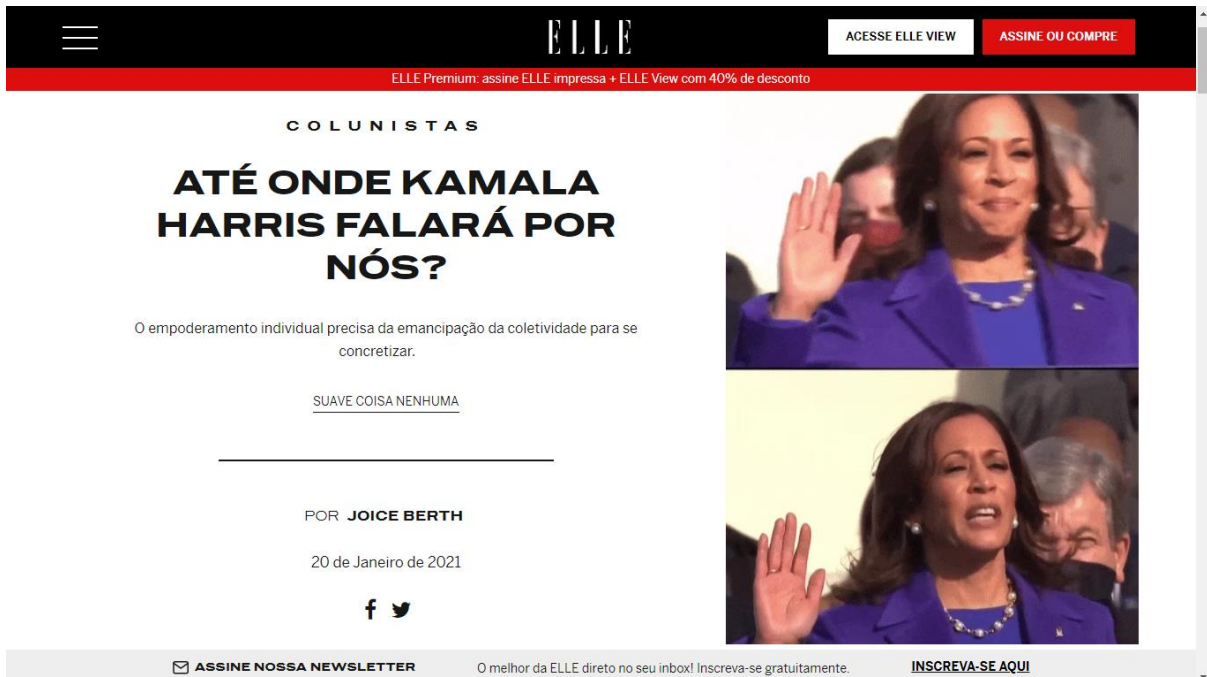 ELLE
ACESSE ELLE VIEW
ASSINE OU COMPRE
ELLE Premium: assine ELLE impressa + ELLE View com 40% de desconto
COLUNISTAS
ATÉ ONDE KAMALA
HARRIS FALARÁ POR
NÓS?
O empoderamento individual precisa da emancipação da coletividade para se
concretizar.
SUAVE COISA NENHUMA
POR JOICE BERTH
20 de Janeiro de 2021
ASSINE NOSSA NEWSLETTER
O melhor da ELLE direto no seu inbox! Inscreva-se gratuitamente.
INSCREVA-SE AQUI